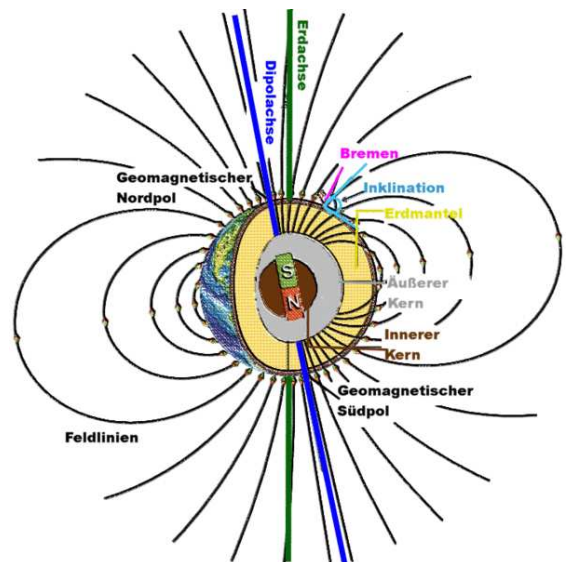 Erdachse
Dipolachse
Bremen
Geomagnetischer
Nordpol
Inklination
Erdmantel
S
N
Äußerer
Kern
Innerer
Kern
Geomagnetischer
Südpol
Feldlinien